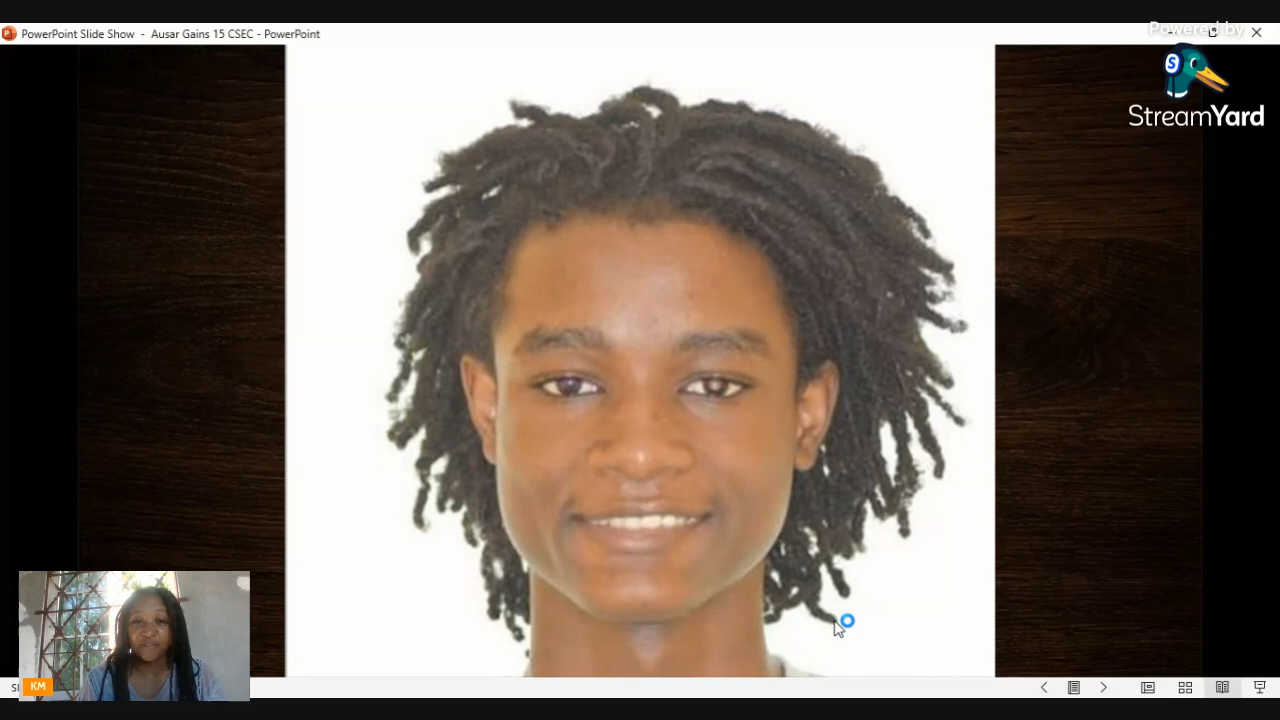 PowerPoint Slide Show - Ausar Gains 15 CSEC - PowerPoint
Powered by
S
StreamYard
KM